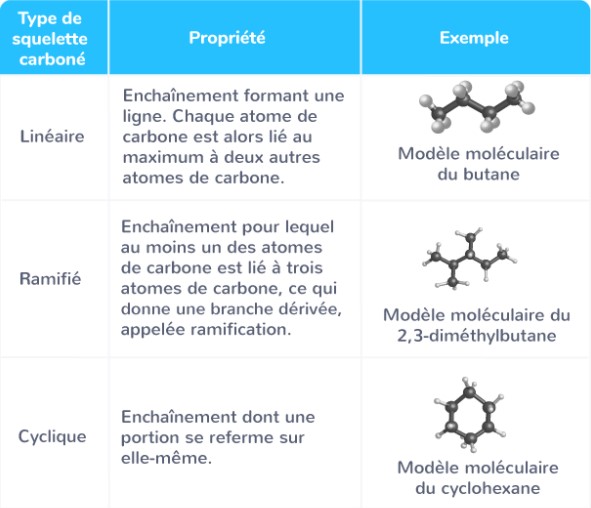 Type de
squelette
carboné
Propriété
Exemple
Linéaire
Enchaînement formant une
ligne. Chaque atome de
carbone est alors lié au
maximum à deux autres
atomes de carbone.
Modèle moléculaire
du butane
Ramifié
Enchaînement pour lequel
au moins un des atomes
de carbone est lié à trois
atomes de carbone, ce qui
donne une branche dérivée,
appelée ramification.
Modèle moléculaire du
2,3-diméthylbutane
Cyclique
Enchaînement dont une
portion se referme sur
elle-même.
Modèle moléculaire
du cyclohexane